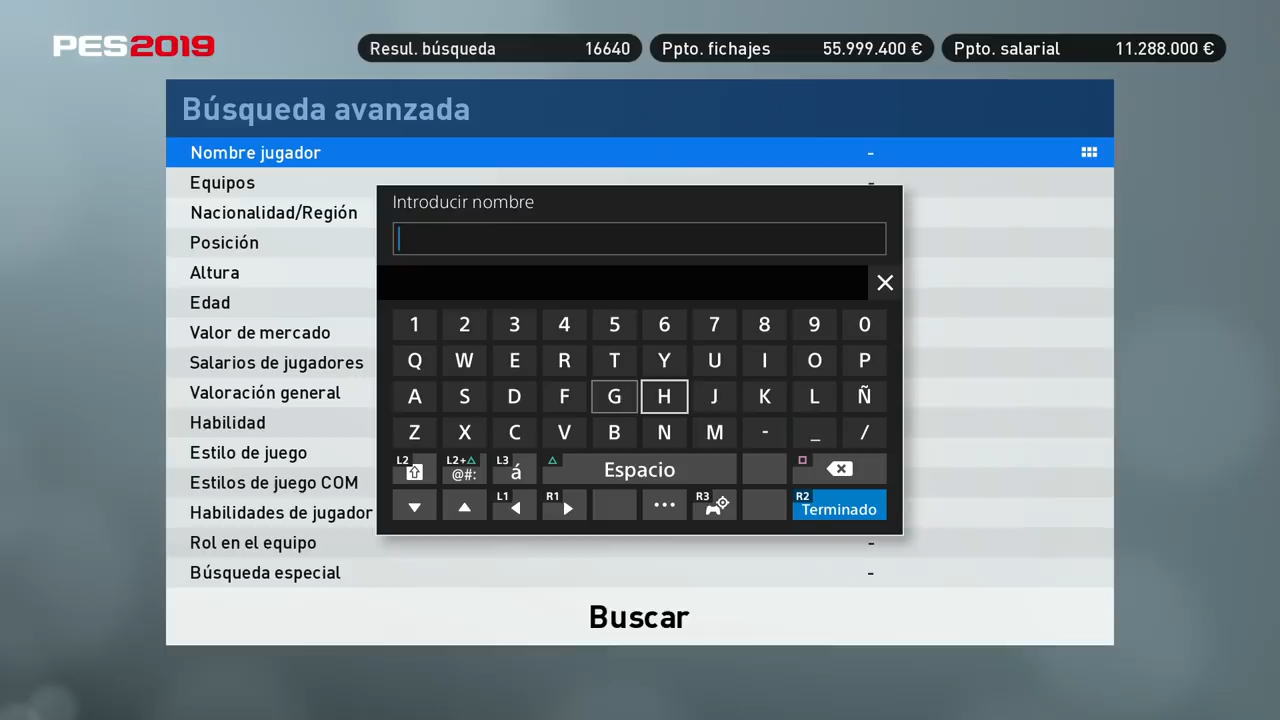 PES2019
Resul. búsqueda 16640 Ppto. fichajes 55.999.400 € Ppto. salarial 11.288.000 €
Búsqueda avanzada
Nombre jugador -
Equipos -
Nacionalidad/Región
Posición
Altura
Edad
Valor de mercado
Salarios de jugadores
Valoración general
Habilidad
Estilo de juego
Estilos de juego COM
Habilidades de jugador
Rol en el equipo -
Búsqueda especial -
Buscar
Introducir nombre
1 2 3 4 5 6 7 8 9 0
Q W E R T Y U I O P
A S D F G H J K L Ñ
Z X C V B N M - _ /
L2 L2+△ @#: L3 á △ Espacio □
L1 R1 ... R3 R2 Terminado